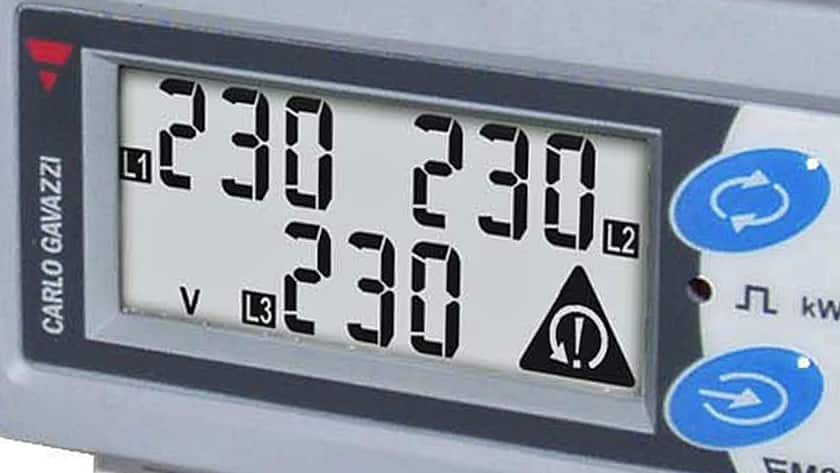 CARLO GAVAZZI
L1 230 230 L2
V L3 230
kW